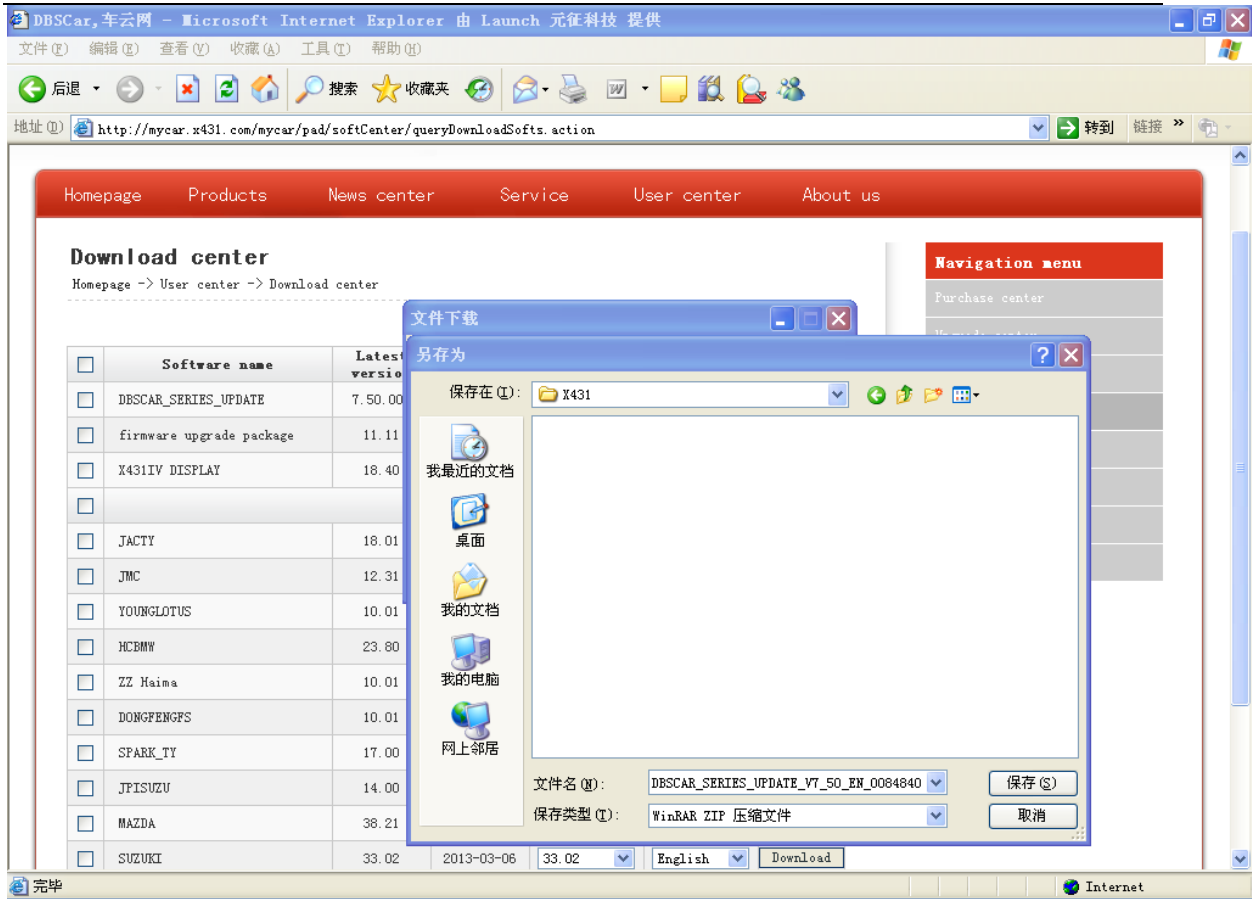 DBSCar,车云网 - Microsoft Internet Explorer 由 Launch 元征科技 提供
文件(F) 编辑(E) 查看(V) 收藏(A) 工具(T) 帮助(H)
后退 搜索 收藏夹
地址(D) http://mycar.x431.com/mycar/pad/softCenter/queryDownloadSofts.action 转到 链接 »
Homepage Products News center Service User center About us
Download center
Homepage -> User center -> Download center
Navigation menu
Purchase center
文件下载
另存为
保存在(I): X431
我最近的文档
桌面
我的文档
我的电脑
网上邻居
文件名(N): DBSCAR_SERIES_UPDATE_V7_50_EN_0084840 保存(S)
保存类型(T): WinRAR ZIP 压缩文件 取消
Software name Latest versio
DBSCAR_SERIES_UPDATE 7.50.00
firmware upgrade package 11.11
X431IV DISPLAY 18.40
JACTY 18.01
JMC 12.31
YOUNGLOTUS 10.01
HCBMW 23.80
ZZ Haima 10.01
DONGFENGFS 10.01
SPARK_TY 17.00
JPISUZU 14.00
MAZDA 38.21
SUZUKI 33.02 2013-03-06 33.02 English Download
完毕 Internet